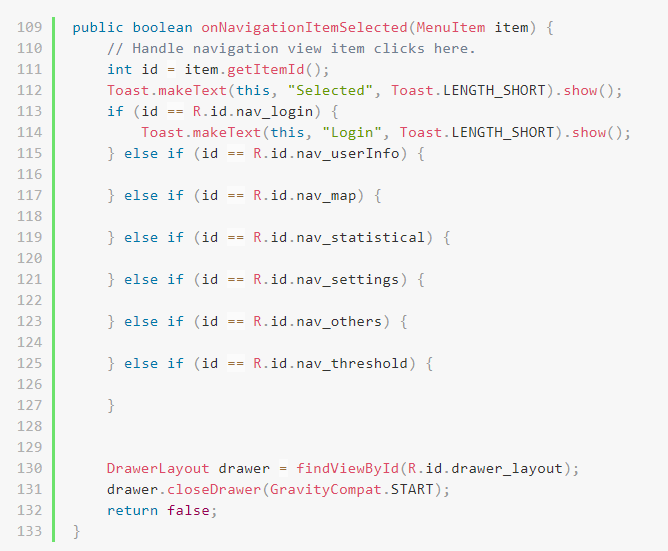 109 public boolean onNavigationItemSelected(MenuItem item) {
110     // Handle navigation view item clicks here.
111     int id = item.getItemId();
112     Toast.makeText(this, "Selected", Toast.LENGTH_SHORT).show();
113     if (id == R.id.nav_login) {
114         Toast.makeText(this, "Login", Toast.LENGTH_SHORT).show();
115     } else if (id == R.id.nav_userInfo) {
116
117     } else if (id == R.id.nav_map) {
118
119     } else if (id == R.id.nav_statistical) {
120
121     } else if (id == R.id.nav_settings) {
122
123     } else if (id == R.id.nav_others) {
124
125     } else if (id == R.id.nav_threshold) {
126
127     }
128
129
130     DrawerLayout drawer = findViewById(R.id.drawer_layout);
131     drawer.closeDrawer(GravityCompat.START);
132     return false;
133 }